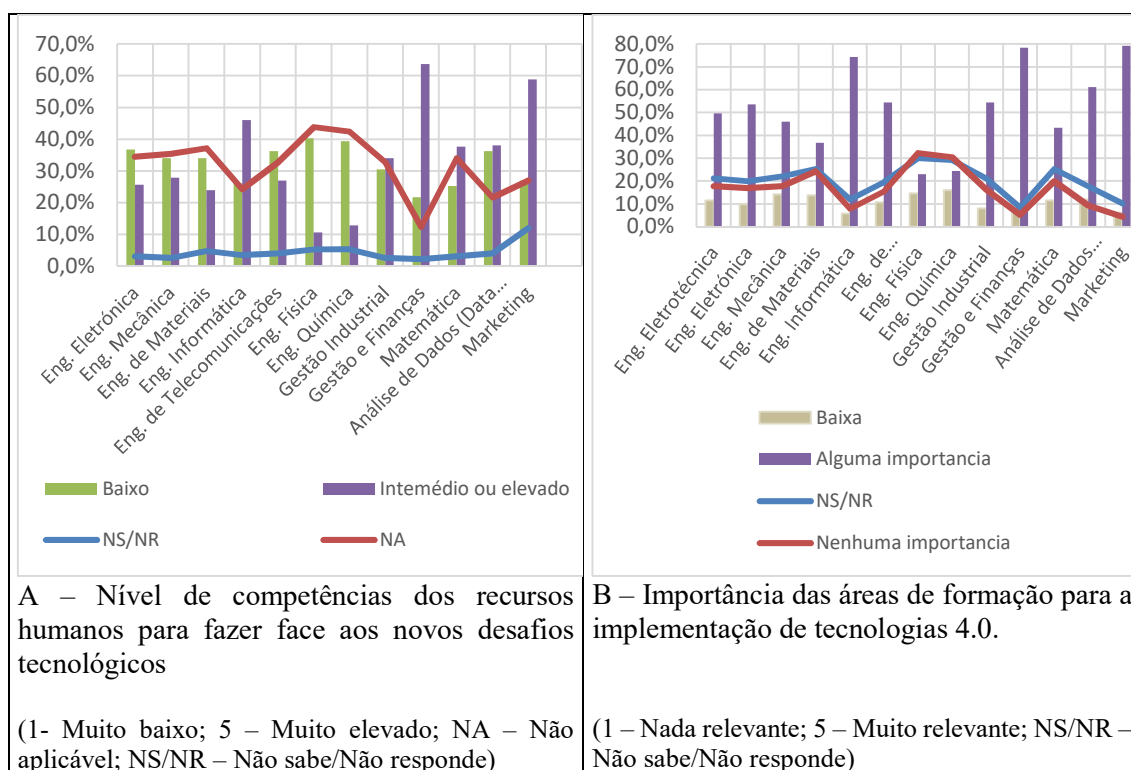 70,0%
60,0%
50,0%
40,0%
30,0%
20,0%
10,0%
0,0%
Eng. Eletrónica
Eng. Mecânica
Eng. de Materiais
Eng. Informática
Eng. de Telecomunicações
Eng. Física
Eng. Química
Gestão Industrial
Gestão e Finanças
Matemática
Análise de Dados (Data...
Marketing
Baixo
Intemédio ou elevado
NS/NR
NA
A – Nível de competências dos recursos
humanos para fazer face aos novos desafios
tecnológicos
(1- Muito baixo; 5 – Muito elevado; NA – Não
aplicável; NS/NR – Não sabe/Não responde)
80,0%
70,0%
60,0%
50,0%
40,0%
30,0%
20,0%
10,0%
0,0%
Eng. Eletrotécnica
Eng. Eletrónica
Eng. Mecânica
Eng. de Materiais
Eng. Informática
Eng. de...
Eng. Física
Eng. Química
Gestão Industrial
Gestão e Finanças
Matemática
Análise de Dados...
Marketing
Baixa
Alguma importancia
NS/NR
Nenhuma importancia
B – Importância das áreas de formação para a
implementação de tecnologias 4.0.
(1 – Nada relevante; 5 – Muito relevante; NS/NR –
Não sabe/Não responde)